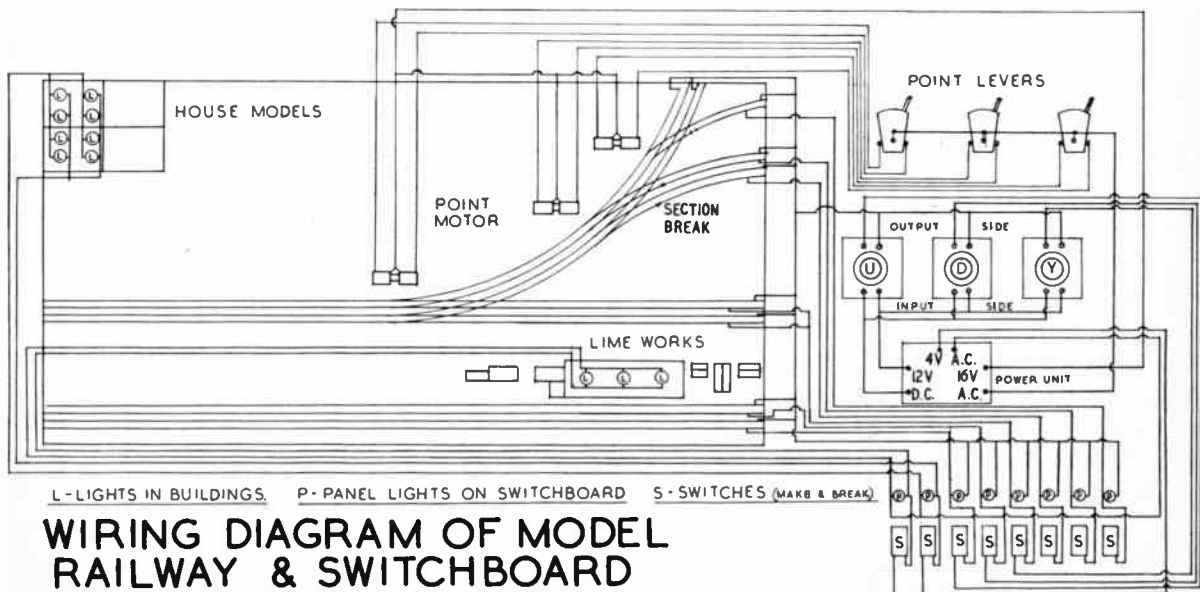 POINT LEVERS
L L
L L
L L
L L
HOUSE MODELS
POINT
MOTOR
SECTION
BREAK
OUTPUT SIDE
U D Y
INPUT SIDE
LIME WORKS
L L L
4V A.C.
12V 16V
D.C. A.C.
POWER UNIT
L-LIGHTS IN BUILDINGS. P-PANEL LIGHTS ON SWITCHBOARD S-SWITCHES (MAKE & BREAK)
P P P P P P P P
S S S S S S S S
WIRING DIAGRAM OF MODEL
RAILWAY & SWITCHBOARD